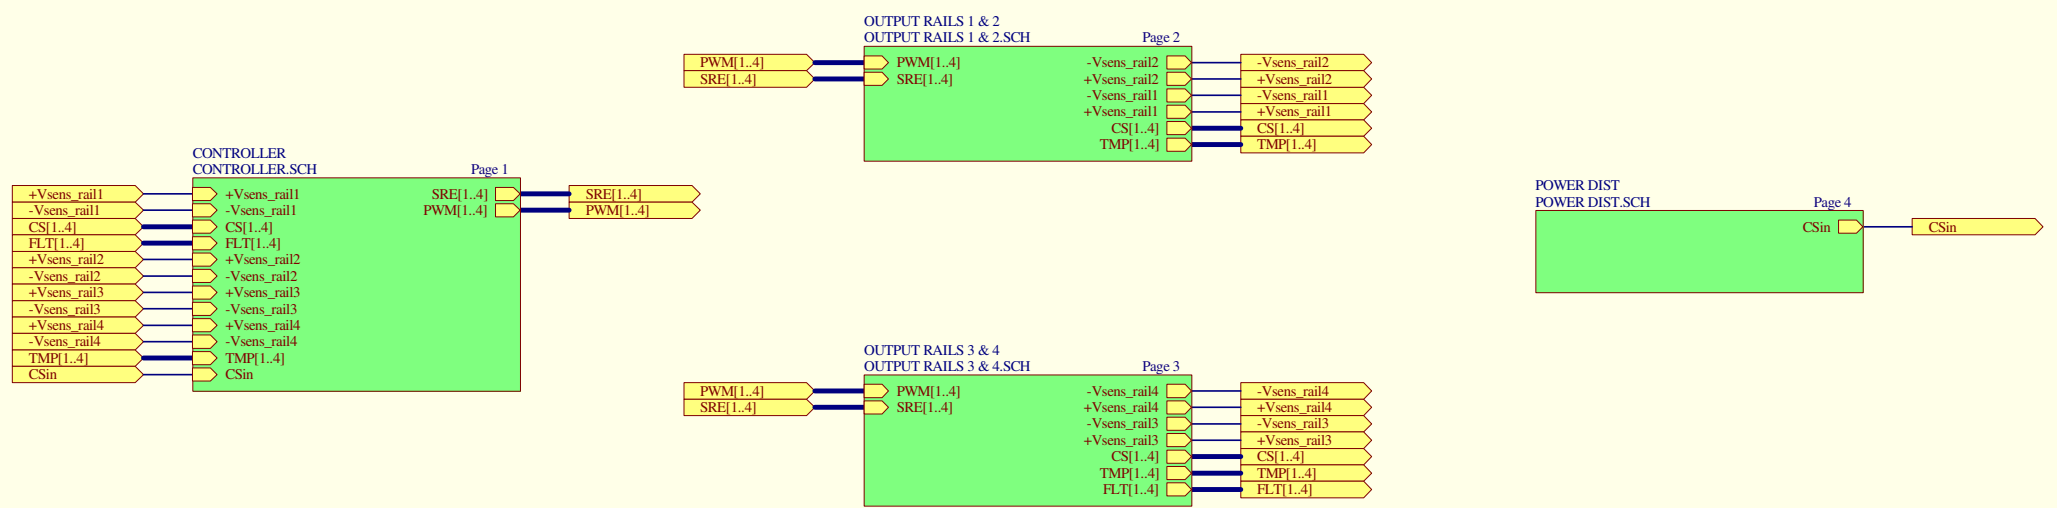 CONTROLLER
CONTROLLER.SCH Page 1
+Vsens_rail1 +Vsens_rail1 SRE[1..4] SRE[1..4]
-Vsens_rail1 -Vsens_rail1 PWM[1..4] PWM[1..4]
CS[1..4] CS[1..4]
FLT[1..4] FLT[1..4]
+Vsens_rail2 +Vsens_rail2
-Vsens_rail2 -Vsens_rail2
+Vsens_rail3 +Vsens_rail3
-Vsens_rail3 -Vsens_rail3
+Vsens_rail4 +Vsens_rail4
-Vsens_rail4 -Vsens_rail4
TMP[1..4] TMP[1..4]
CSin CSin
OUTPUT RAILS 1 & 2
OUTPUT RAILS 1 & 2.SCH Page 2
PWM[1..4] PWM[1..4] -Vsens_rail2 -Vsens_rail2
SRE[1..4] SRE[1..4] +Vsens_rail2 +Vsens_rail2
-Vsens_rail1 -Vsens_rail1
+Vsens_rail1 +Vsens_rail1
CS[1..4] CS[1..4]
TMP[1..4] TMP[1..4]
OUTPUT RAILS 3 & 4
OUTPUT RAILS 3 & 4.SCH Page 3
PWM[1..4] PWM[1..4] -Vsens_rail4 -Vsens_rail4
SRE[1..4] SRE[1..4] +Vsens_rail4 +Vsens_rail4
-Vsens_rail3 -Vsens_rail3
+Vsens_rail3 +Vsens_rail3
CS[1..4] CS[1..4]
TMP[1..4] TMP[1..4]
FLT[1..4] FLT[1..4]
POWER DIST
POWER DIST.SCH Page 4
CSin CSin